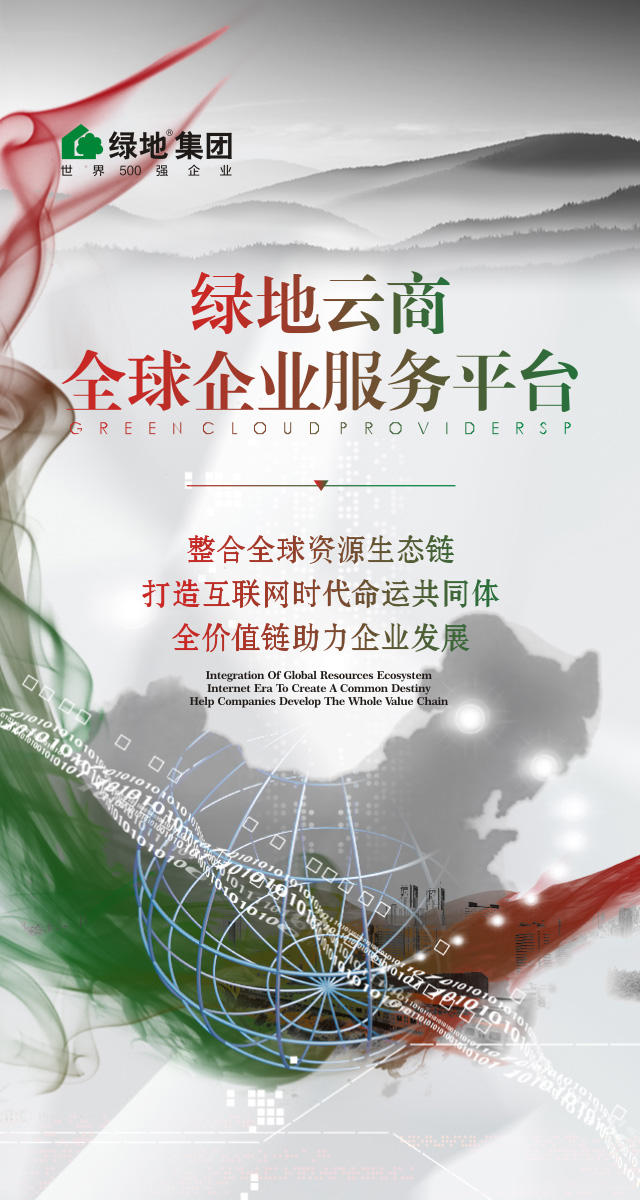 绿地®集团
世界500强企业
绿地云商
全球企业服务平台
GREENCLOUDPROVIDERSP
整合全球资源生态链
打造互联网时代命运共同体
全价值链助力企业发展
Integration Of Global Resources Ecosystem
Internet Era To Create A Common Destiny
Help Companies Develop The Whole Value Chain